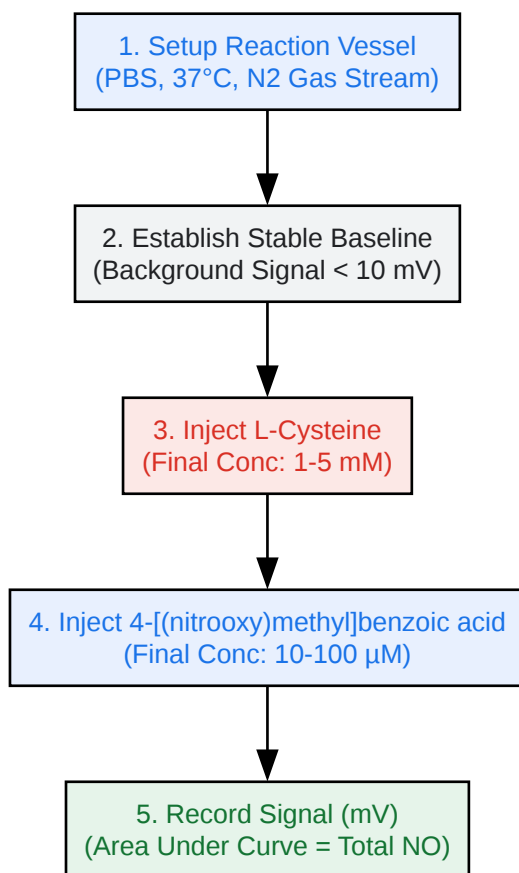 1. Setup Reaction Vessel
(PBS, 37°C, N2 Gas Stream)
2. Establish Stable Baseline
(Background Signal < 10 mV)
3. Inject L-Cysteine
(Final Conc: 1-5 mM)
4. Inject 4-[(nitrooxy)methyl]benzoic acid
(Final Conc: 10-100 μM)
5. Record Signal (mV)
(Area Under Curve = Total NO)